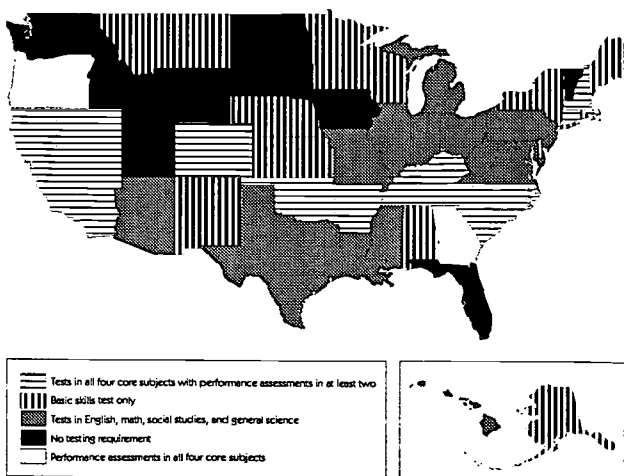 Tests in all four core subjects with performance assessments in at least two
Basic skills test only
Tests in English, math, social studies, and general science
No testing requirement
Performance assessments in all four core subjects